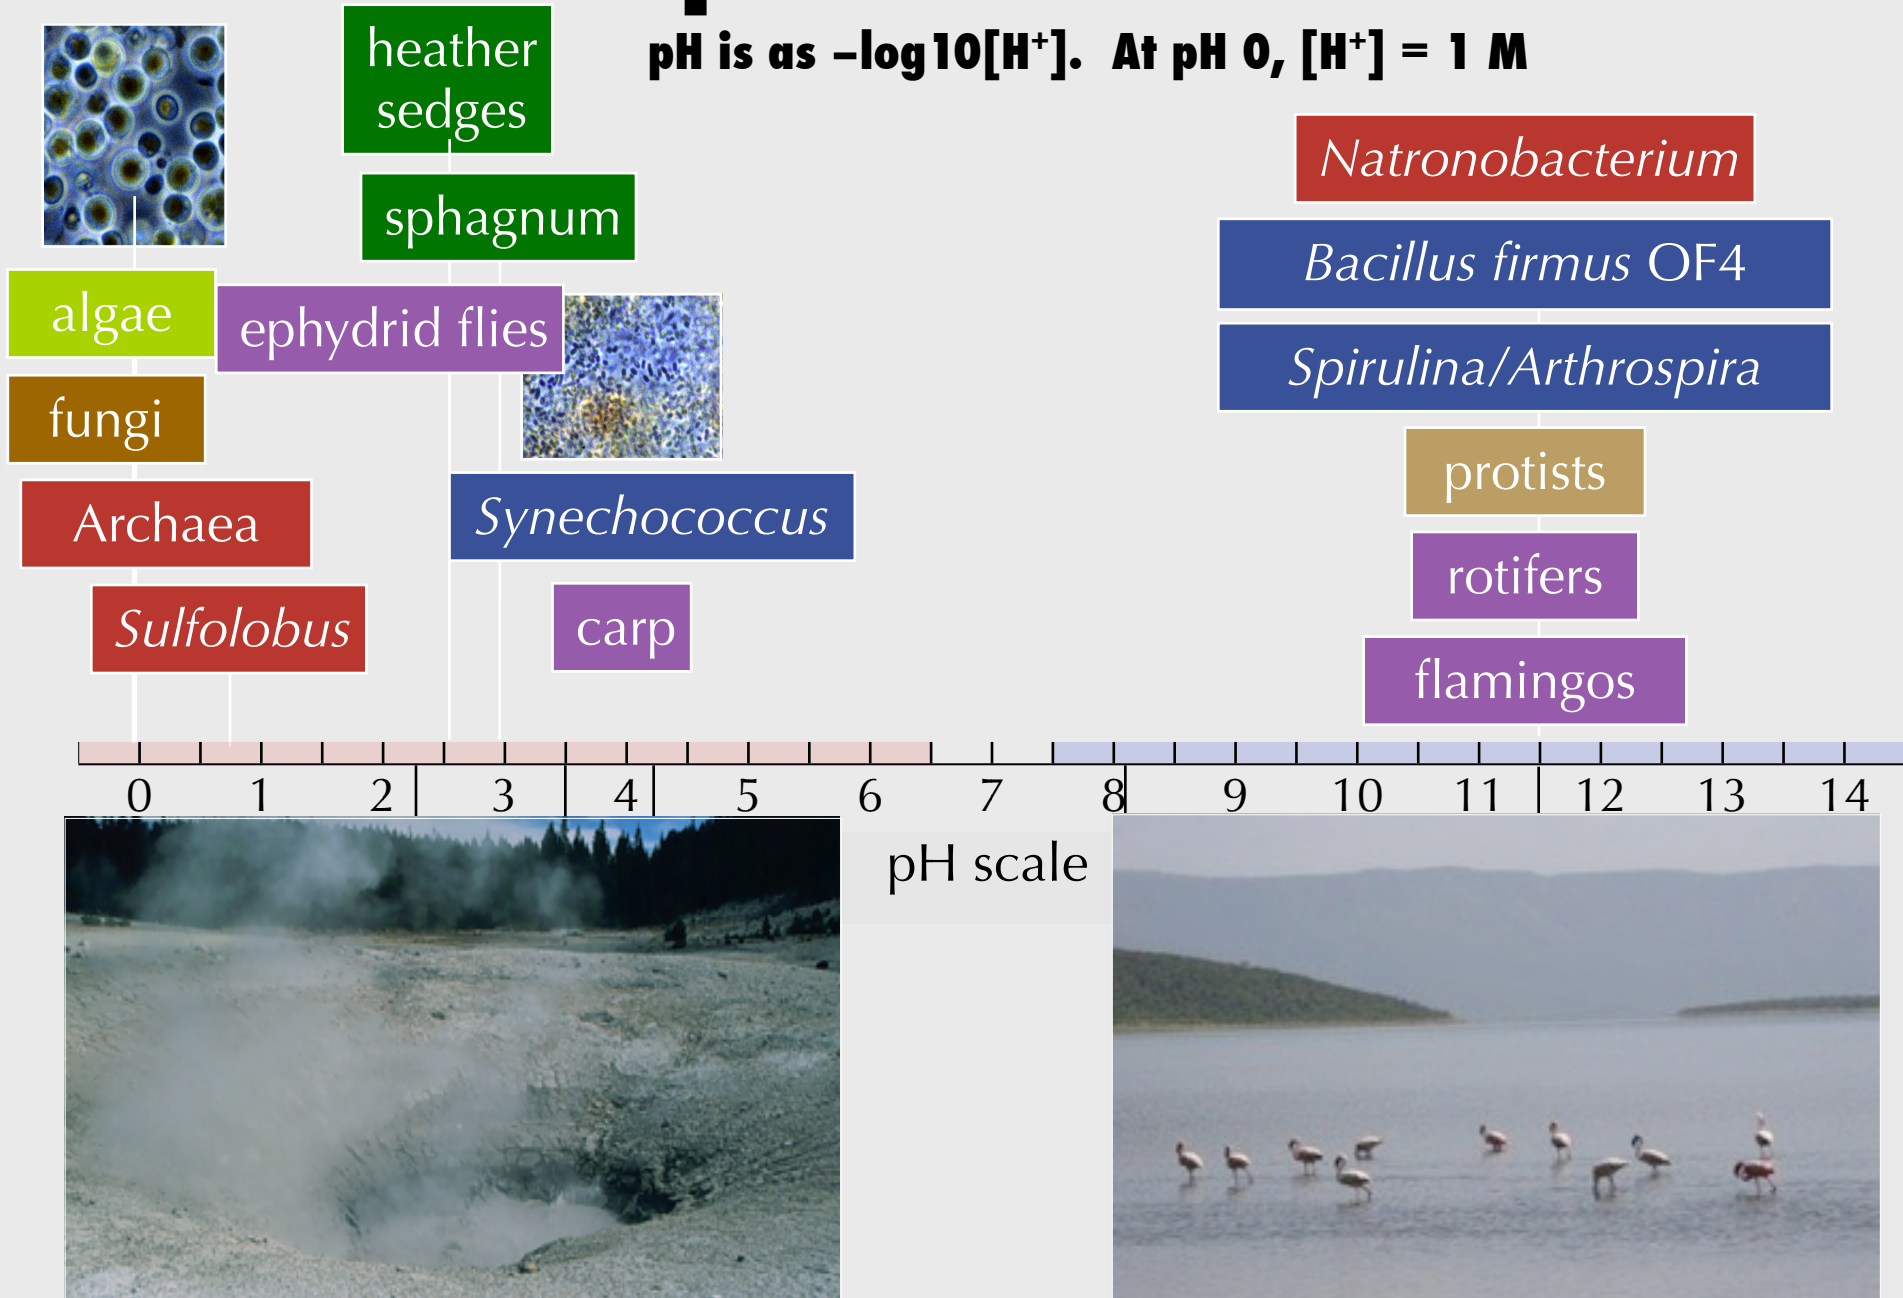 pH is as –log10[H+]. At pH 0, [H+] = 1 M
heather
sedges
sphagnum
algae
ephydrid flies
fungi
Archaea
Synechococcus
Sulfolobus
carp
Natronobacterium
Bacillus firmus OF4
Spirulina/Arthrospira
protists
rotifers
flamingos
0 1 2 3 4 5 6 7 8 9 10 11 12 13 14
pH scale